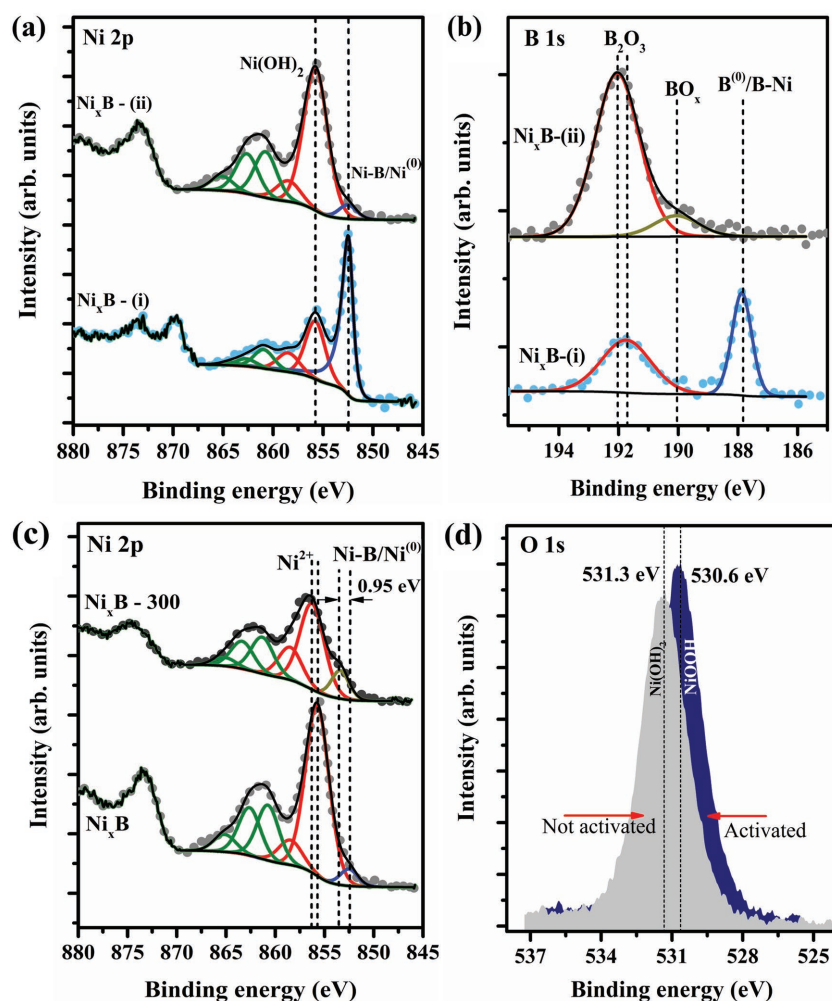 (a)
Ni 2p
Ni(OH)₂
NiₓB - (ii)
Ni-B/Ni⁽⁰⁾
NiₓB - (i)
Intensity (arb. units)
880 875 870 865 860 855 850 845
Binding energy (eV)
(b)
B 1s
B₂O₃
BOₓ
B⁽⁰⁾/B-Ni
NiₓB-(ii)
NiₓB-(i)
Intensity (arb. units)
194 192 190 188 186
Binding energy (eV)
(c)
Ni 2p
Ni²⁺
Ni-B/Ni⁽⁰⁾
0.95 eV
NiₓB - 300
NiₓB
Intensity (arb. units)
880 875 870 865 860 855 850 845
Binding energy (eV)
(d)
O 1s
531.3 eV
530.6 eV
Ni(OH)₂
NiOOH
Not activated
Activated
Intensity (arb. units)
537 534 531 528 525
Binding energy (eV)